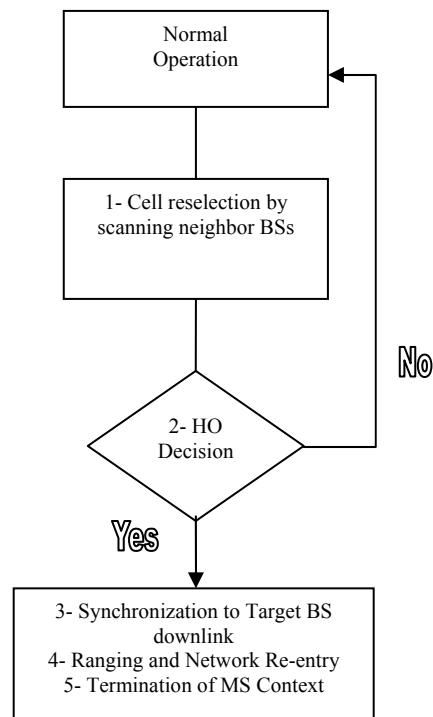 Normal
Operation
1- Cell reselection by
scanning neighbor BSs
No
2- HO
Decision
Yes
3- Synchronization to Target BS
downlink
4- Ranging and Network Re-entry
5- Termination of MS Context